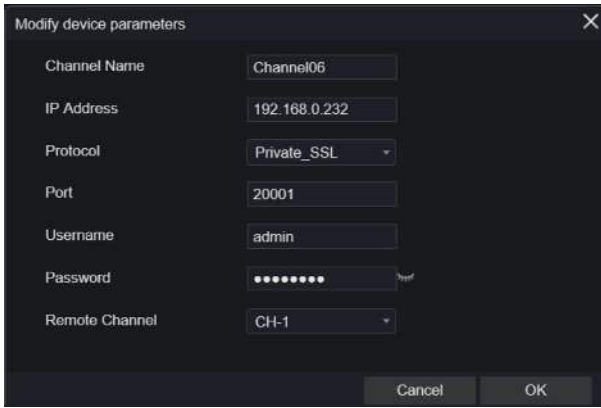 Modify device parameters
Channel Name Channel06
IP Address 192.168.0.232
Protocol Private_SSL
Port 20001
Username admin
Password ••••••••
Remote Channel CH-1
Cancel OK